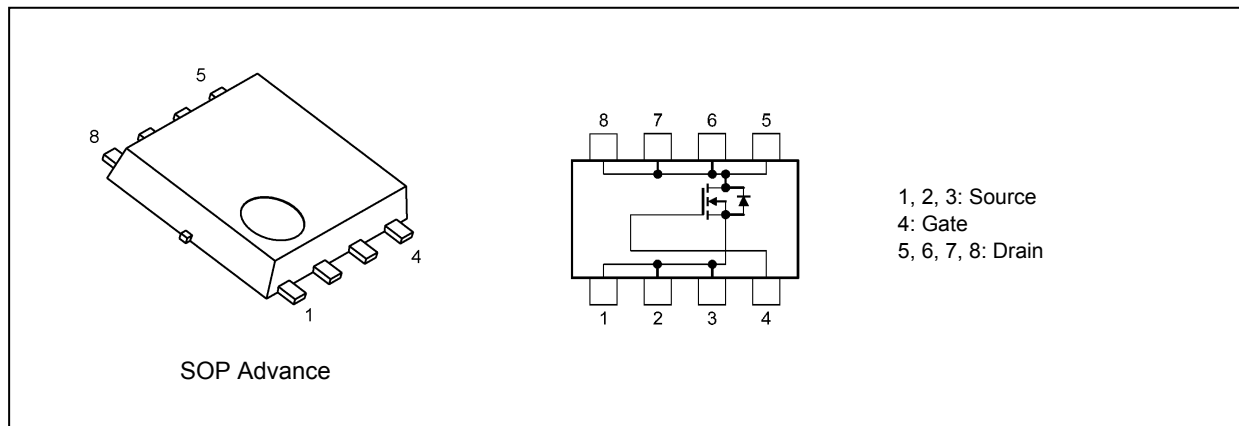 5
8
4
1
SOP Advance
8 7 6 5
1 2 3 4
1, 2, 3: Source
4: Gate
5, 6, 7, 8: Drain